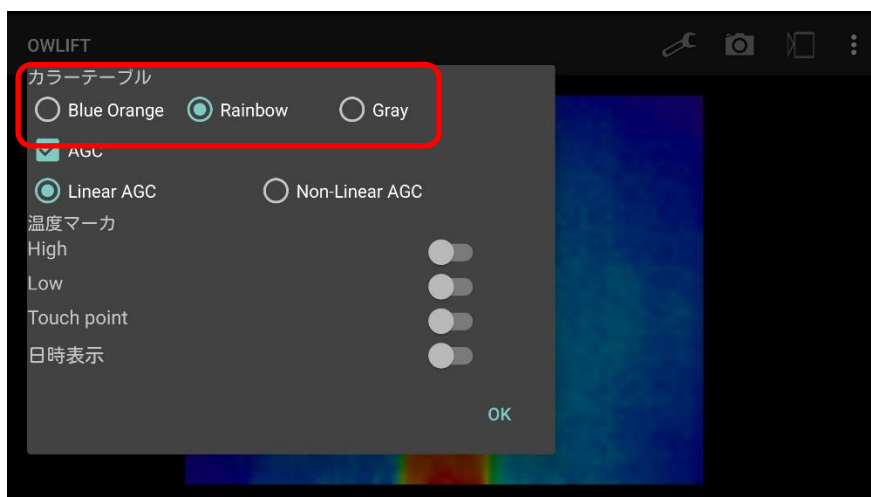 OWLIFT
カラーテーブル
Blue Orange Rainbow Gray
AGC
Linear AGC Non-Linear AGC
温度マーカ
High
Low
Touch point
日時表示
OK